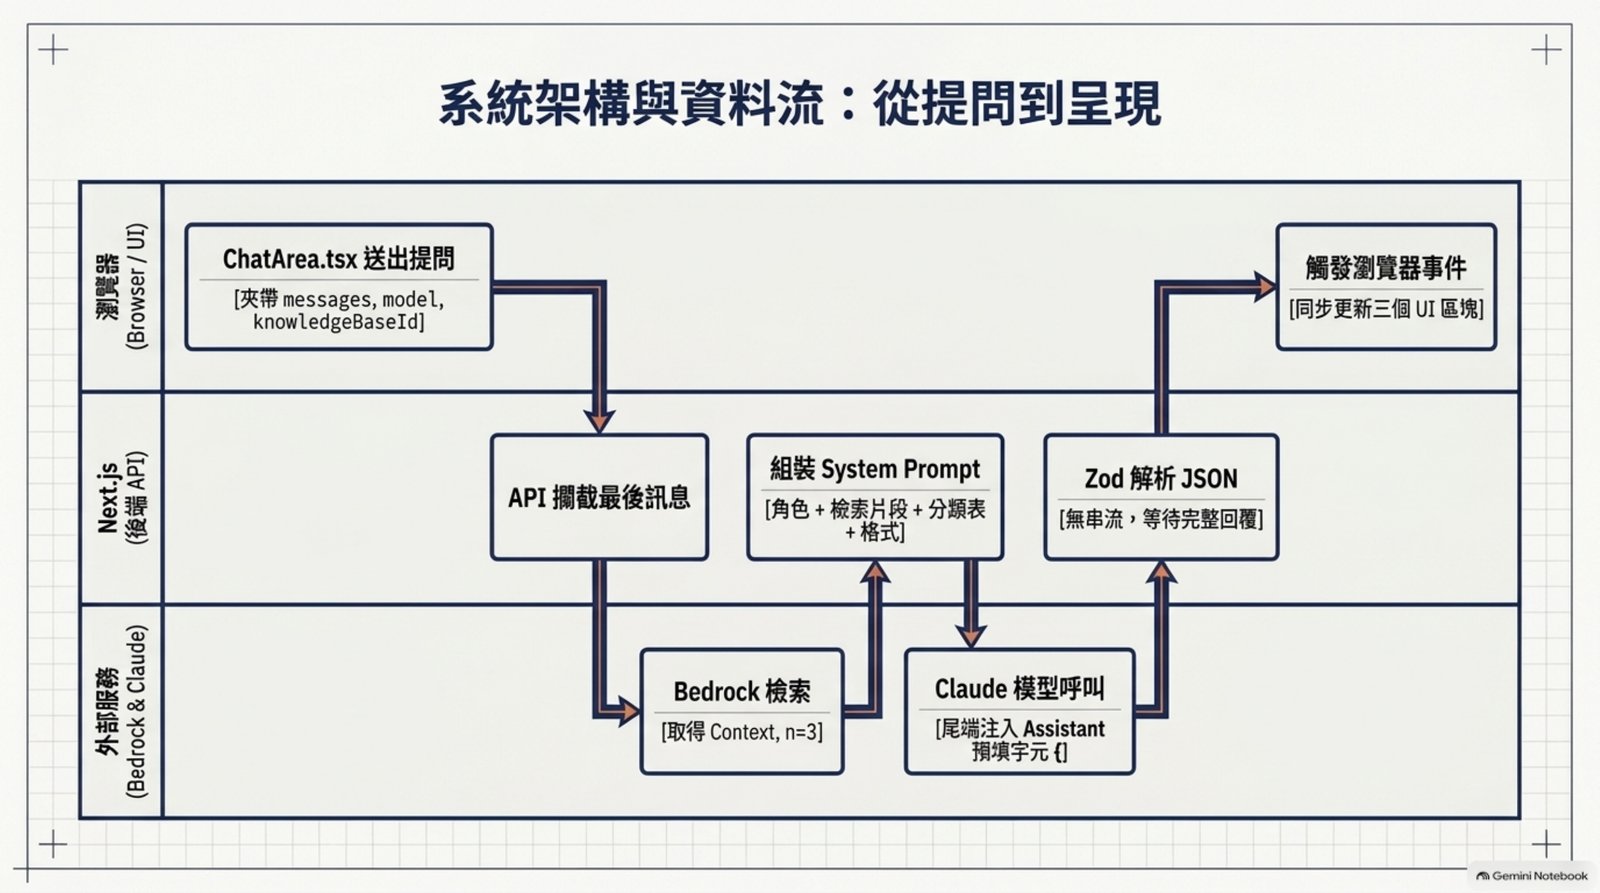 系統架構與資料流：從提問到呈現
瀏覽器
(Browser / UI)
ChatArea.tsx 送出提問
[夾帶 messages, model,
knowledgeBaseId]
觸發瀏覽器事件
[同步更新三個 UI 區塊]
Next.js
(後端 API)
API 攔截最後訊息
組裝 System Prompt
[角色 + 檢索片段 + 分類表
+ 格式]
Zod 解析 JSON
[無串流，等待完整回覆]
外部服務
(Bedrock & Claude)
Bedrock 檢索
[取得 Context, n=3]
Claude 模型呼叫
[尾端注入 Assistant
預填字元 {]
Gemini Notebook